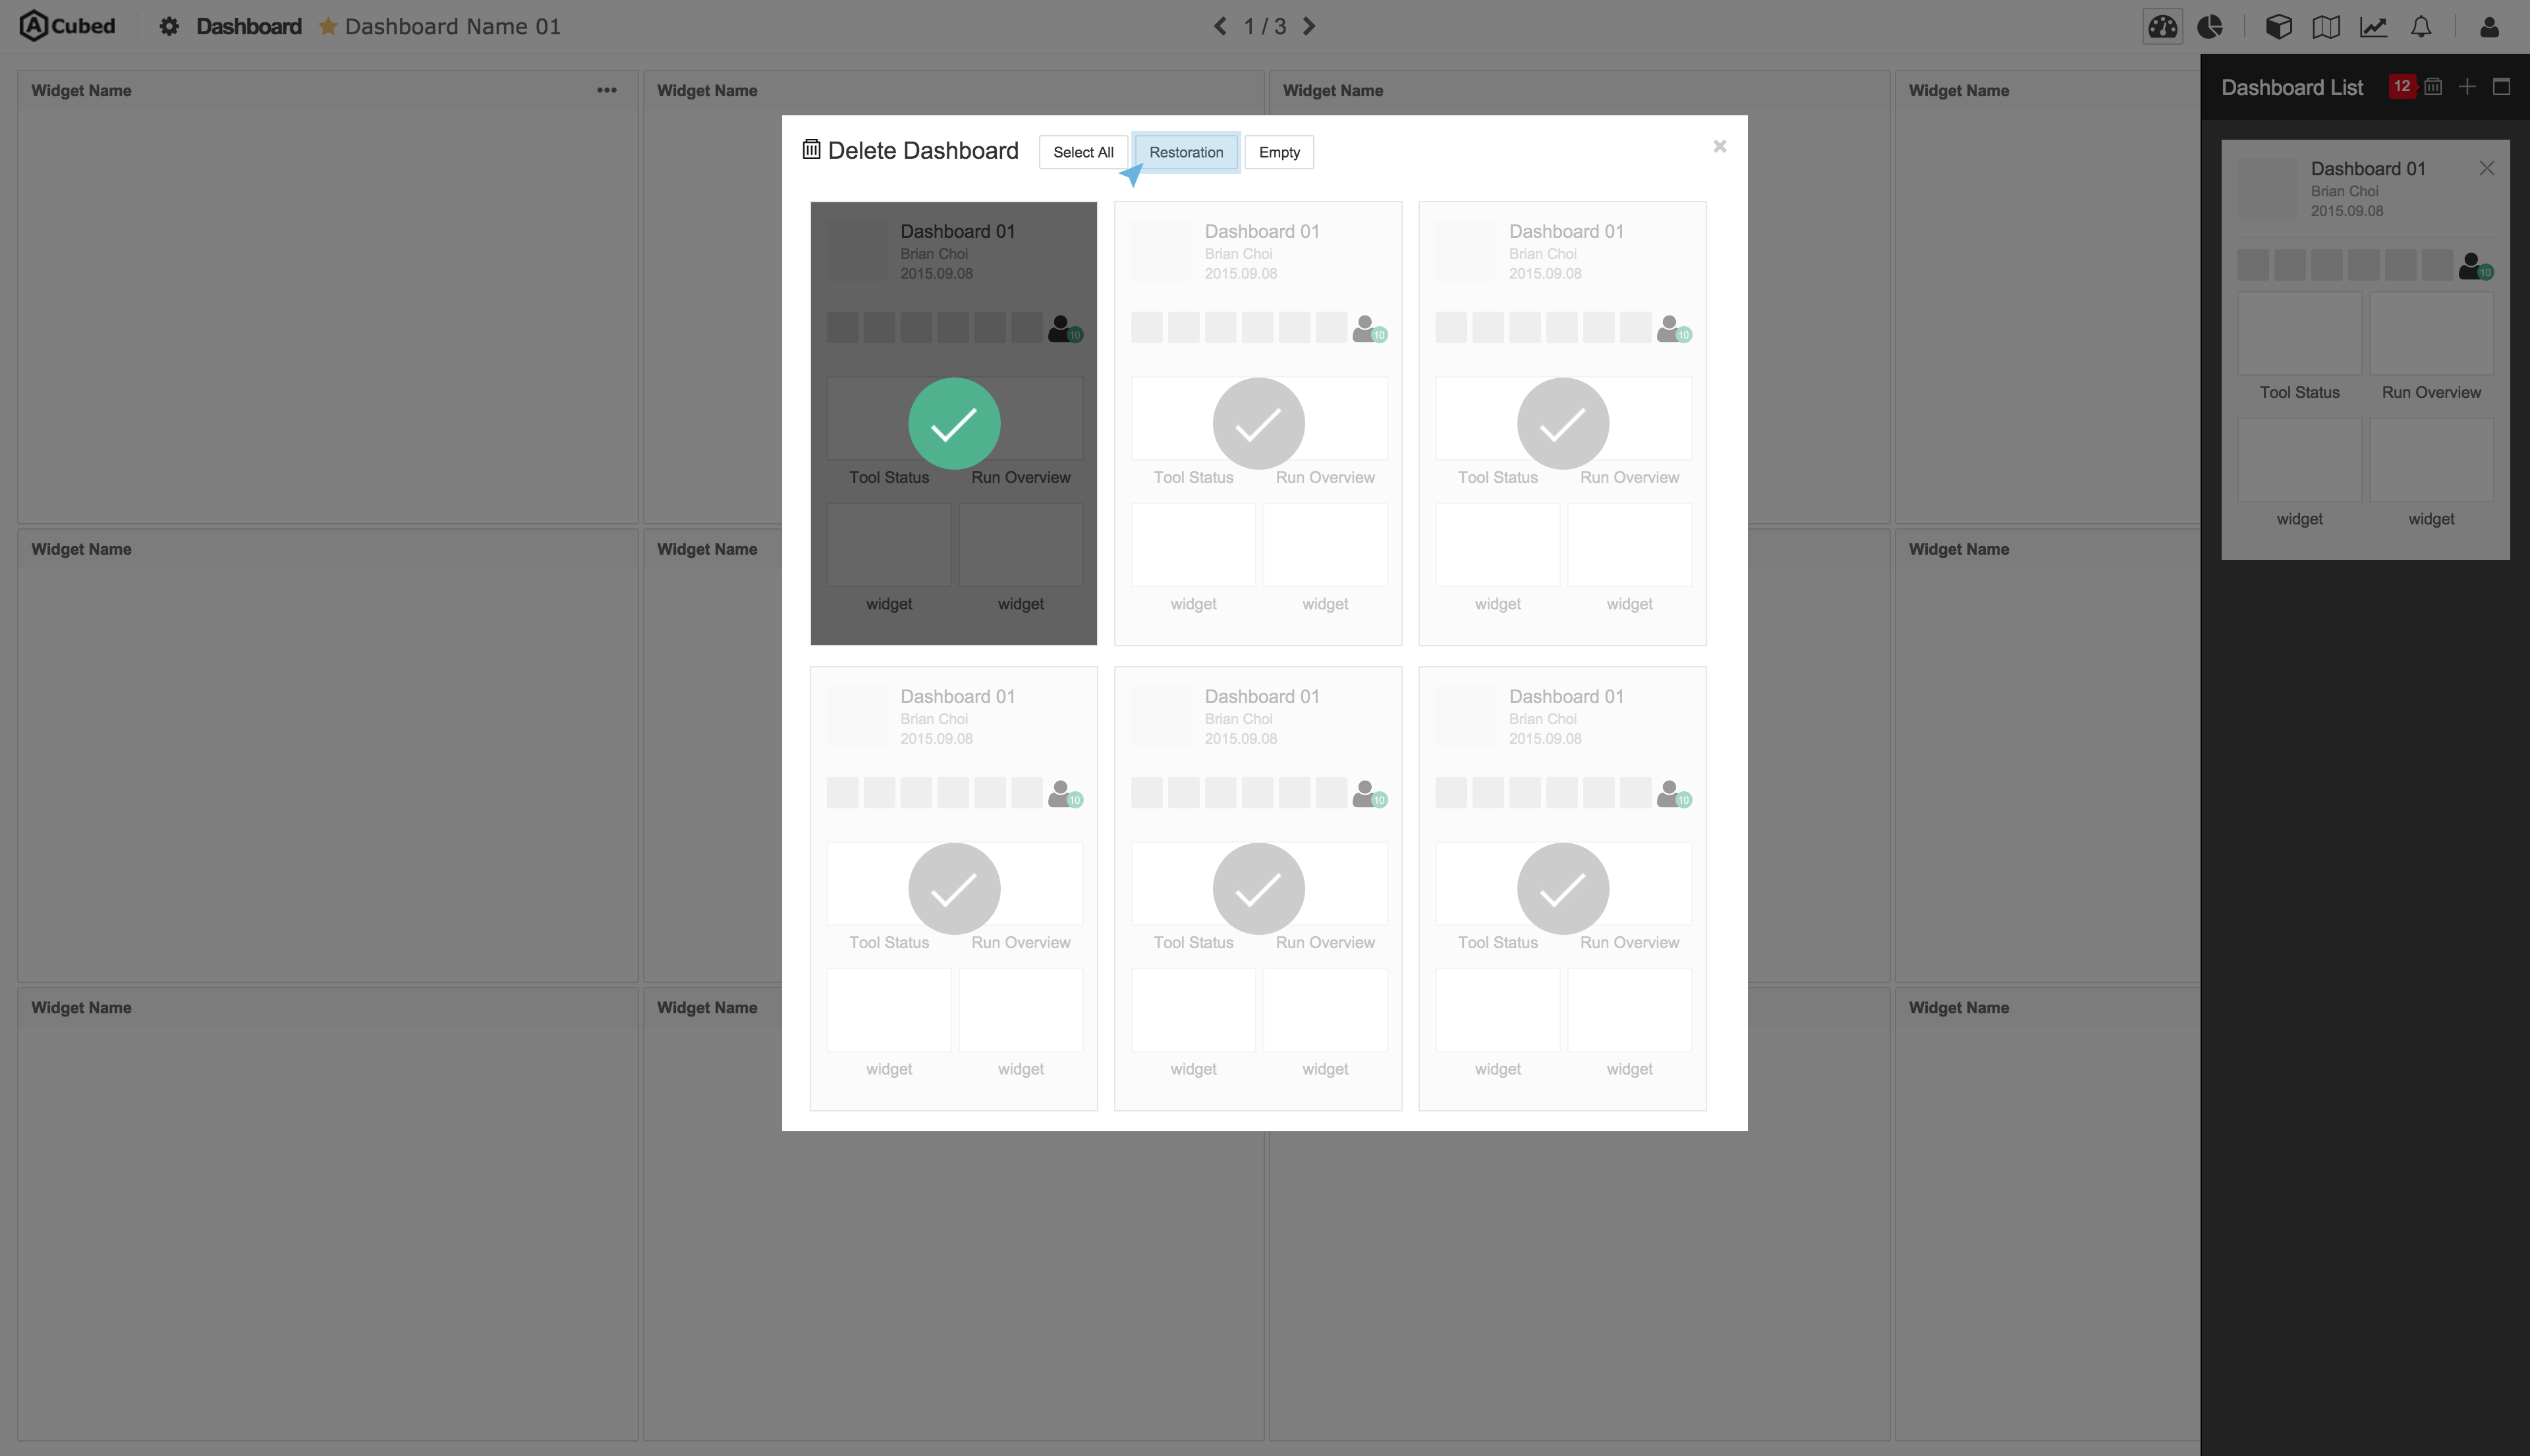 A Cubed
Dashboard
Dashboard Name 01
1 / 3
Widget Name
Widget Name
Widget Name
Widget Name
Dashboard List
12
Delete Dashboard
Select All
Restoration
Empty
Dashboard 01
Brian Choi
2015.09.08
10
Tool Status
Run Overview
widget
widget
Dashboard 01
Brian Choi
2015.09.08
10
Tool Status
Run Overview
widget
widget
Dashboard 01
Brian Choi
2015.09.08
10
Tool Status
Run Overview
widget
widget
Dashboard 01
Brian Choi
2015.09.08
10
Tool Status
Run Overview
widget
widget
Widget Name
Widget Name
Widget Name
Dashboard 01
Brian Choi
2015.09.08
10
Tool Status
Run Overview
widget
widget
Dashboard 01
Brian Choi
2015.09.08
10
Tool Status
Run Overview
widget
widget
Dashboard 01
Brian Choi
2015.09.08
10
Tool Status
Run Overview
widget
widget
Widget Name
Widget Name
Widget Name